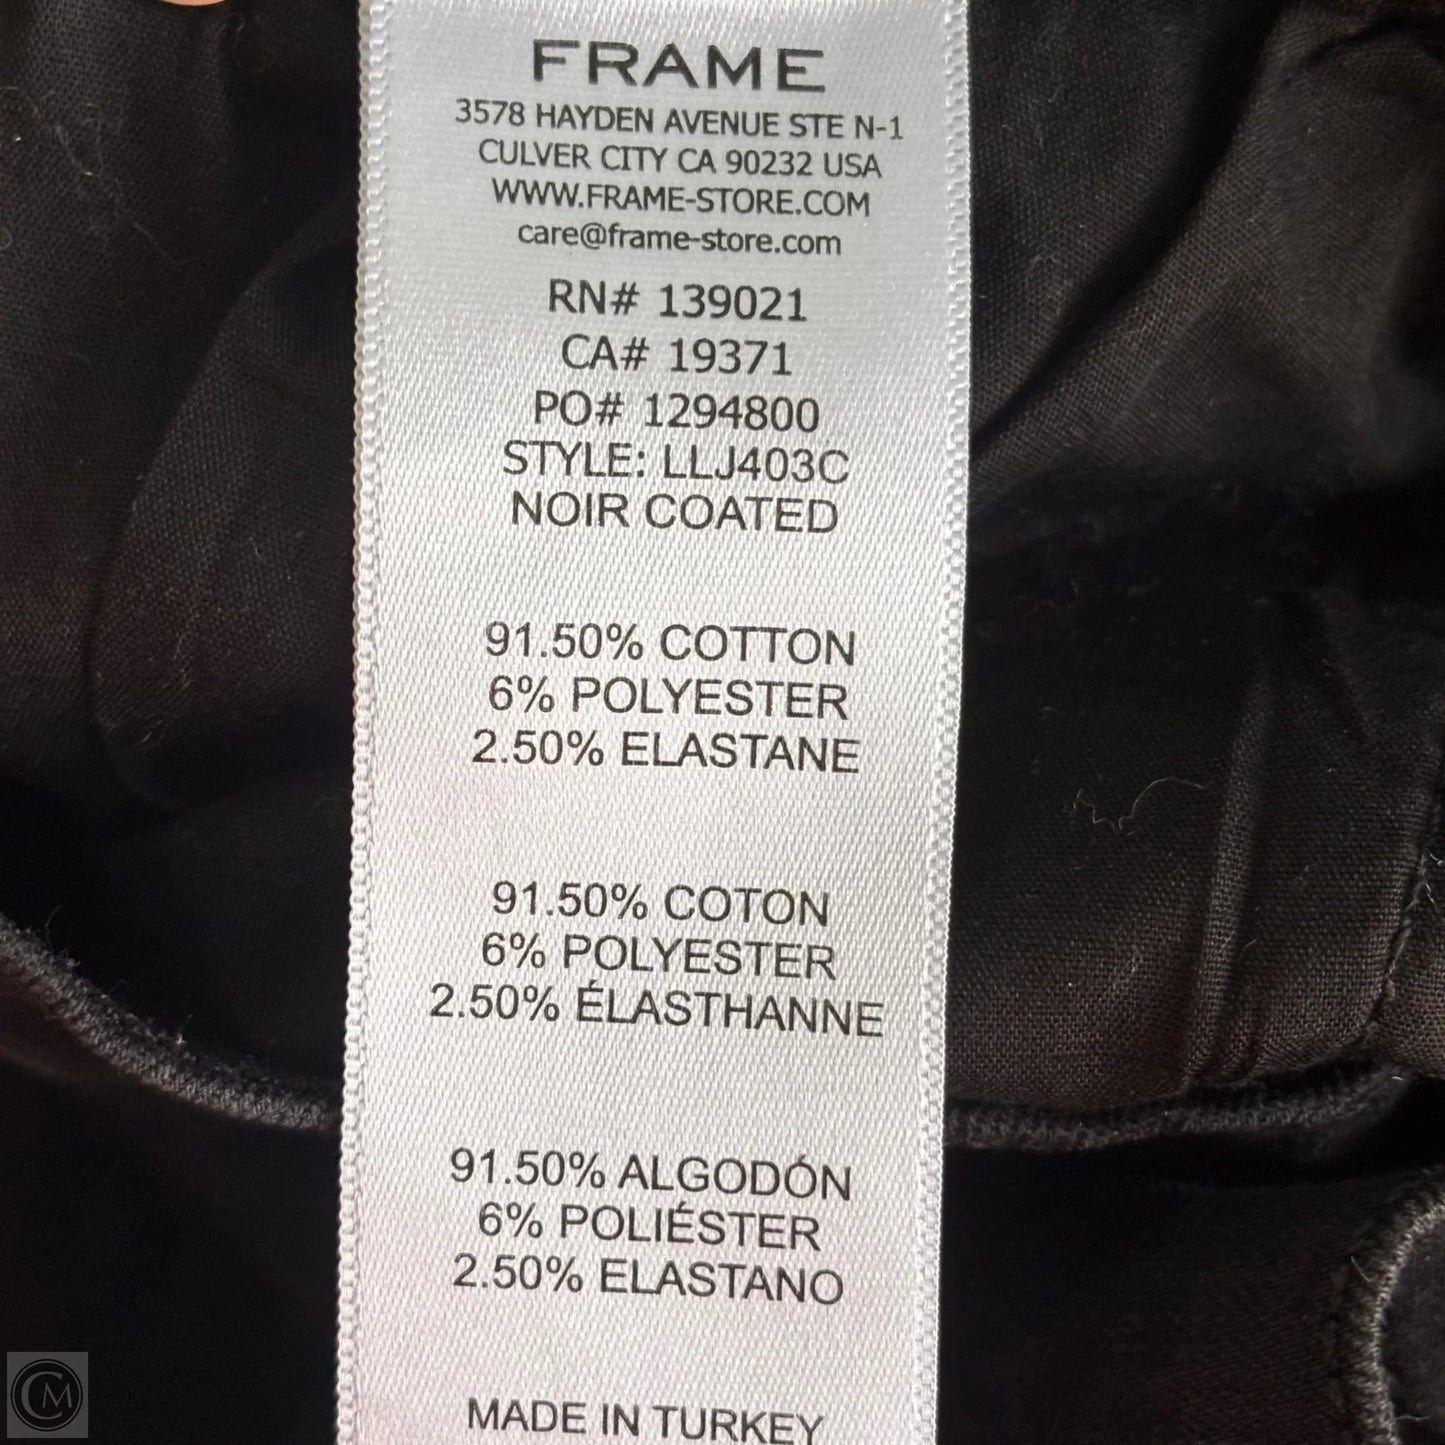 FRAME
3578 HAYDEN AVENUE STE N-1
CULVER CITY CA 90232 USA
WWW.FRAME-STORE.COM
care@frame-store.com
RN# 139021
CA# 19371
PO# 1294800
STYLE: LLJ403C
NOIR COATED
91.50% COTTON
6% POLYESTER
2.50% ELASTANE
91.50% COTON
6% POLYESTER
2.50% ÉLASTHANNE
91.50% ALGODÓN
6% POLIÉSTER
2.50% ELASTANO
MADE IN TURKEY
CM